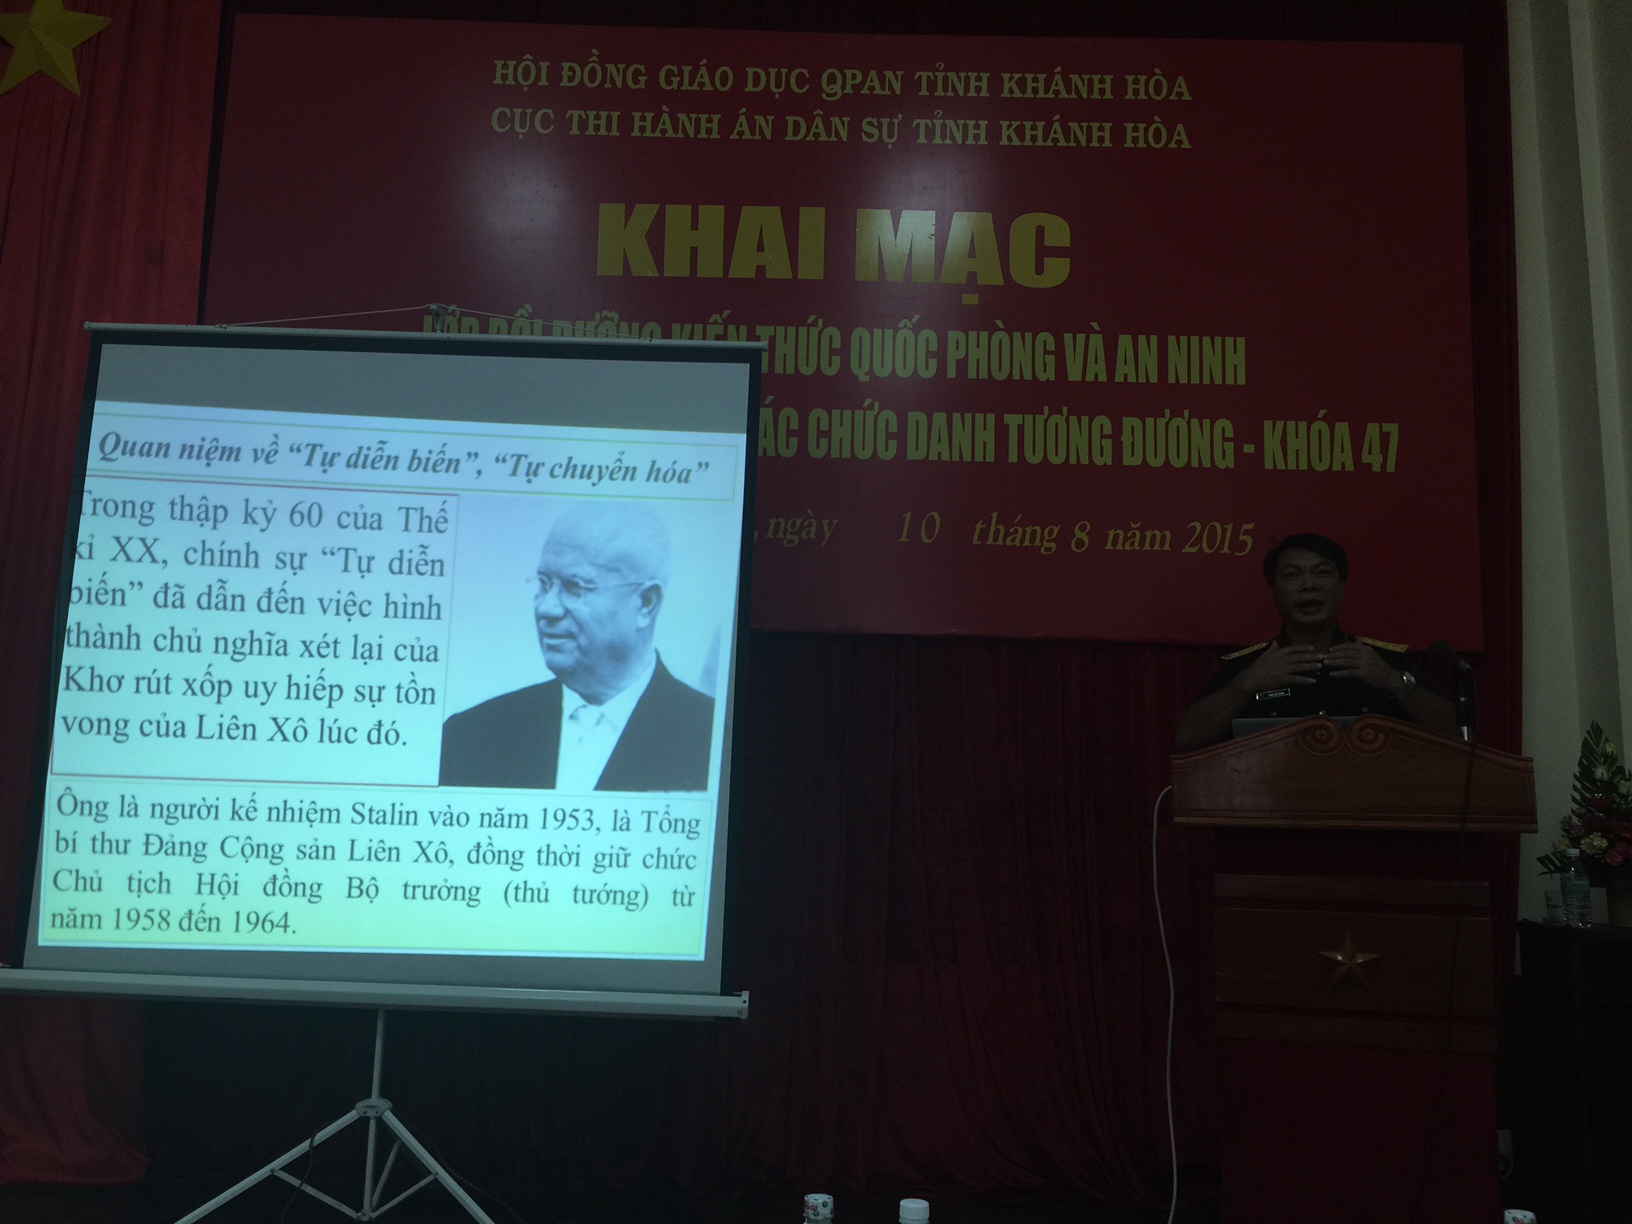 HỘI ĐỒNG GIÁO DỤC QPAN TỈNH KHÁNH HÒA
CỤC THI HÀNH ÁN DÂN SỰ TỈNH KHÁNH HÒA
KHAI MẠC
LỚP BỒI DƯỠNG KIẾN THỨC QUỐC PHÒNG VÀ AN NINH
ÁC CHỨC DANH TƯƠNG ĐƯƠNG - KHÓA 47
, ngày 10 tháng 8 năm 2015
Quan niệm về “Tự diễn biến”, “Tự chuyển hóa”
Trong thập kỷ 60 của Thế
kỉ XX, chính sự “Tự diễn
biến” đã dẫn đến việc hình
thành chủ nghĩa xét lại của
Khơ rút xốp uy hiếp sự tồn
vong của Liên Xô lúc đó.
Ông là người kế nhiệm Stalin vào năm 1953, là Tổng
bí thư Đảng Cộng sản Liên Xô, đồng thời giữ chức
Chủ tịch Hội đồng Bộ trưởng (thủ tướng) từ
năm 1958 đến 1964.